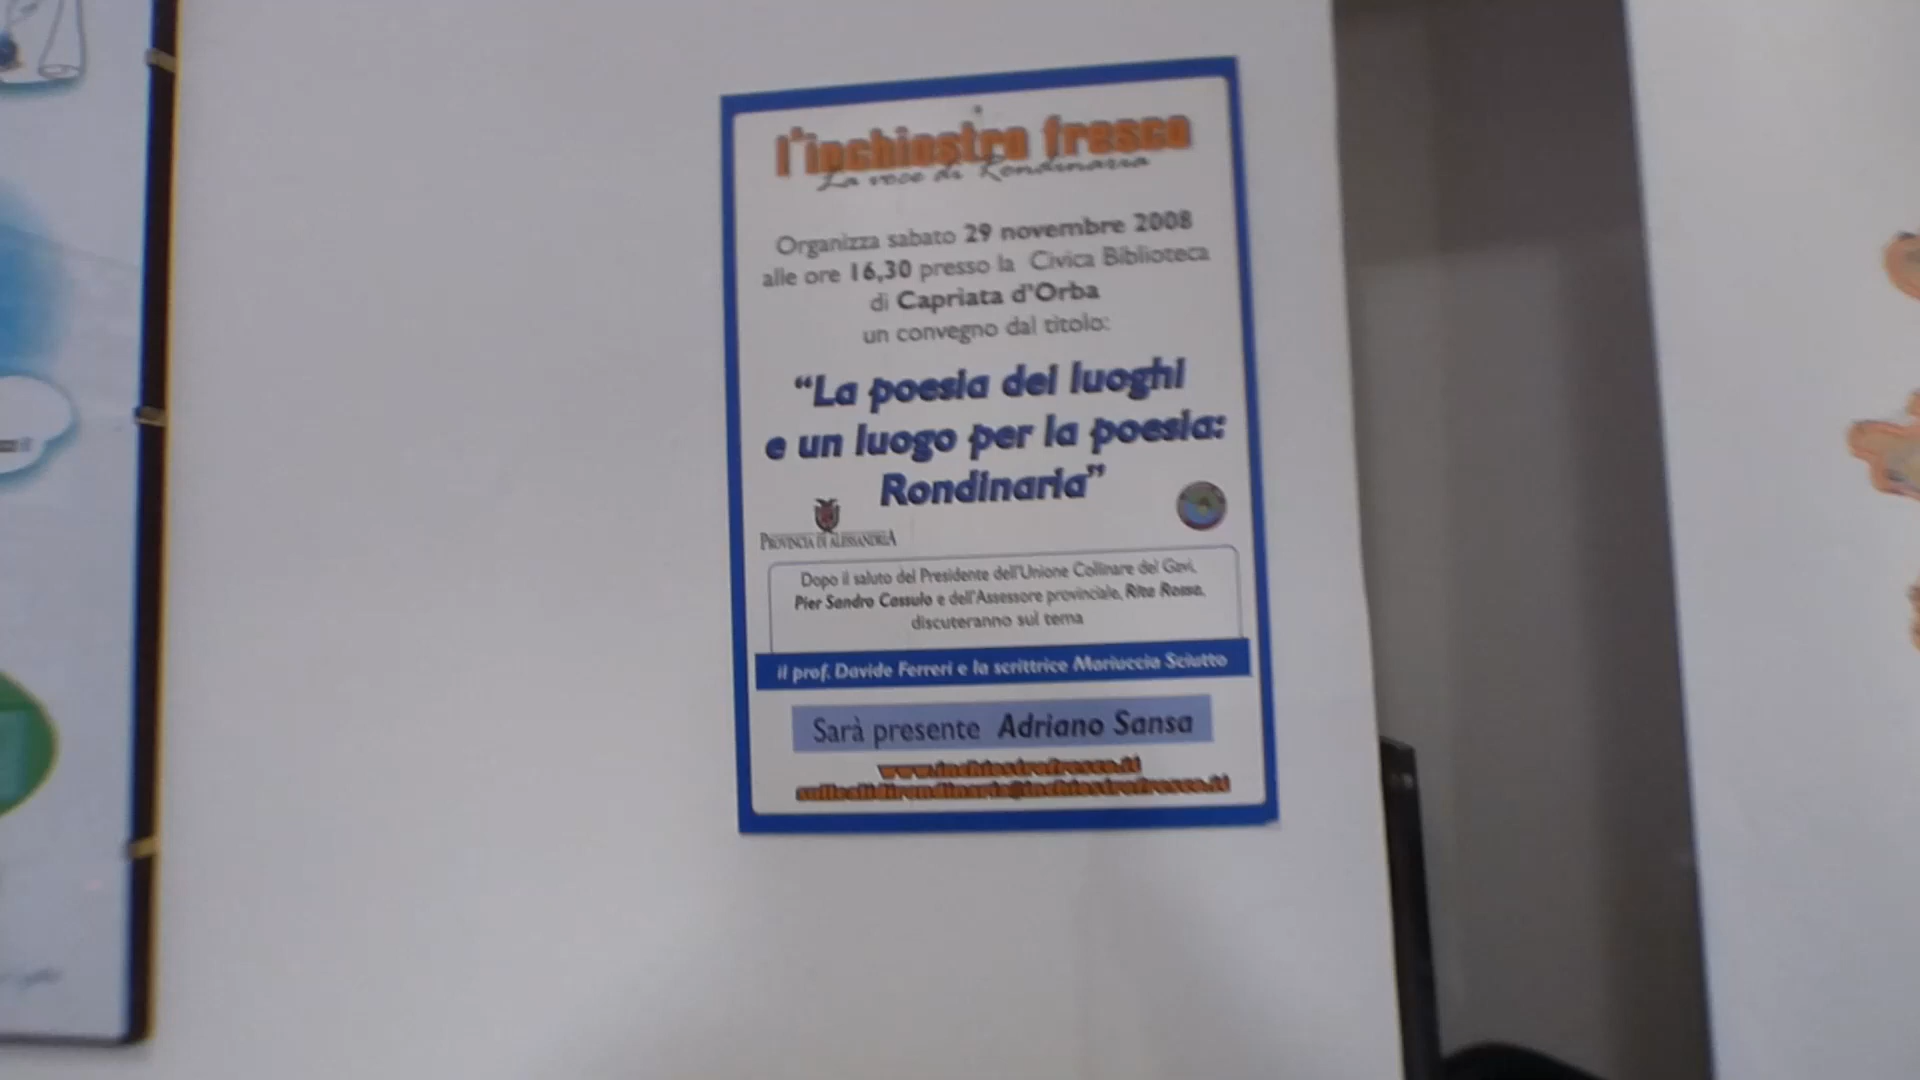 l'inchiostro fresco
La voce di Rondinaria
Organizza sabato 29 novembre 2008
alle ore 16,30 presso la Civica Biblioteca
di Capriata d'Orba
un convegno dal titolo:
“La poesia dei luoghi
e un luogo per la poesia:
Rondinaria”
PROVINCIA DI ALESSANDRIA
Dopo il saluto del Presidente dell'Unione Collinare del Gavi,
Pier Sandro Cassulo e dell'Assessore provinciale, Rita Rossa,
discuteranno sul tema
il prof. Davide Ferreri e la scrittrice Mariuccia Sciutto
Sarà presente Adriano Sansa
www.inchiostrofresco.it